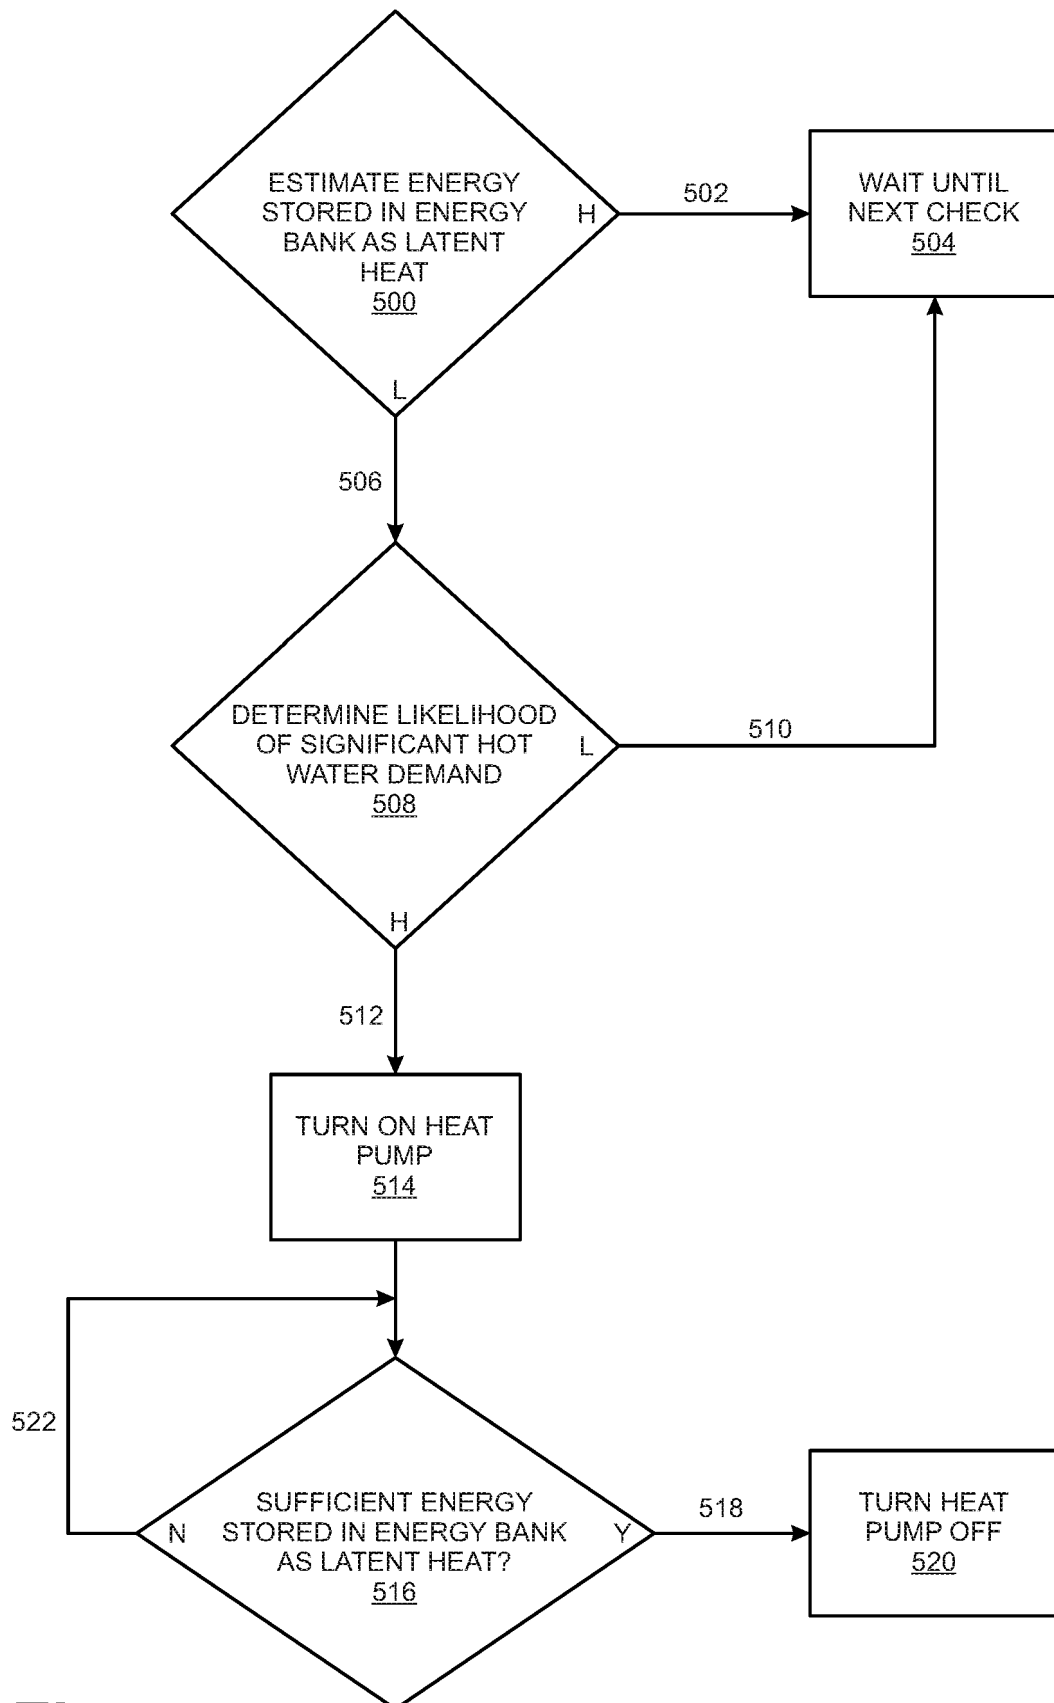 ESTIMATE ENERGY
STORED IN ENERGY
BANK AS LATENT
HEAT
500
H
502
WAIT UNTIL
NEXT CHECK
504
L
506
DETERMINE LIKELIHOOD
OF SIGNIFICANT HOT
WATER DEMAND
508
L
510
H
512
TURN ON HEAT
PUMP
514
522
SUFFICIENT ENERGY
STORED IN ENERGY BANK
AS LATENT HEAT?
516
N
Y
518
TURN HEAT
PUMP OFF
520